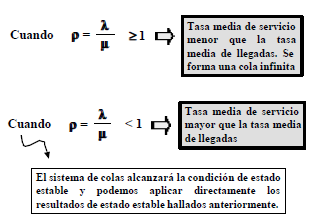 Cuando ρ = λ / μ ≥ 1 ⇨ Tasa media de servicio
menor que la tasa
media de llegadas. Se
forma una cola infinita
Cuando ρ = λ / μ < 1 ⇨ Tasa media de servicio
mayor que la tasa media
de llegadas
El sistema de colas alcanzará la condición de estado
estable y podemos aplicar directamente los
resultados de estado estable hallados anteriormente.